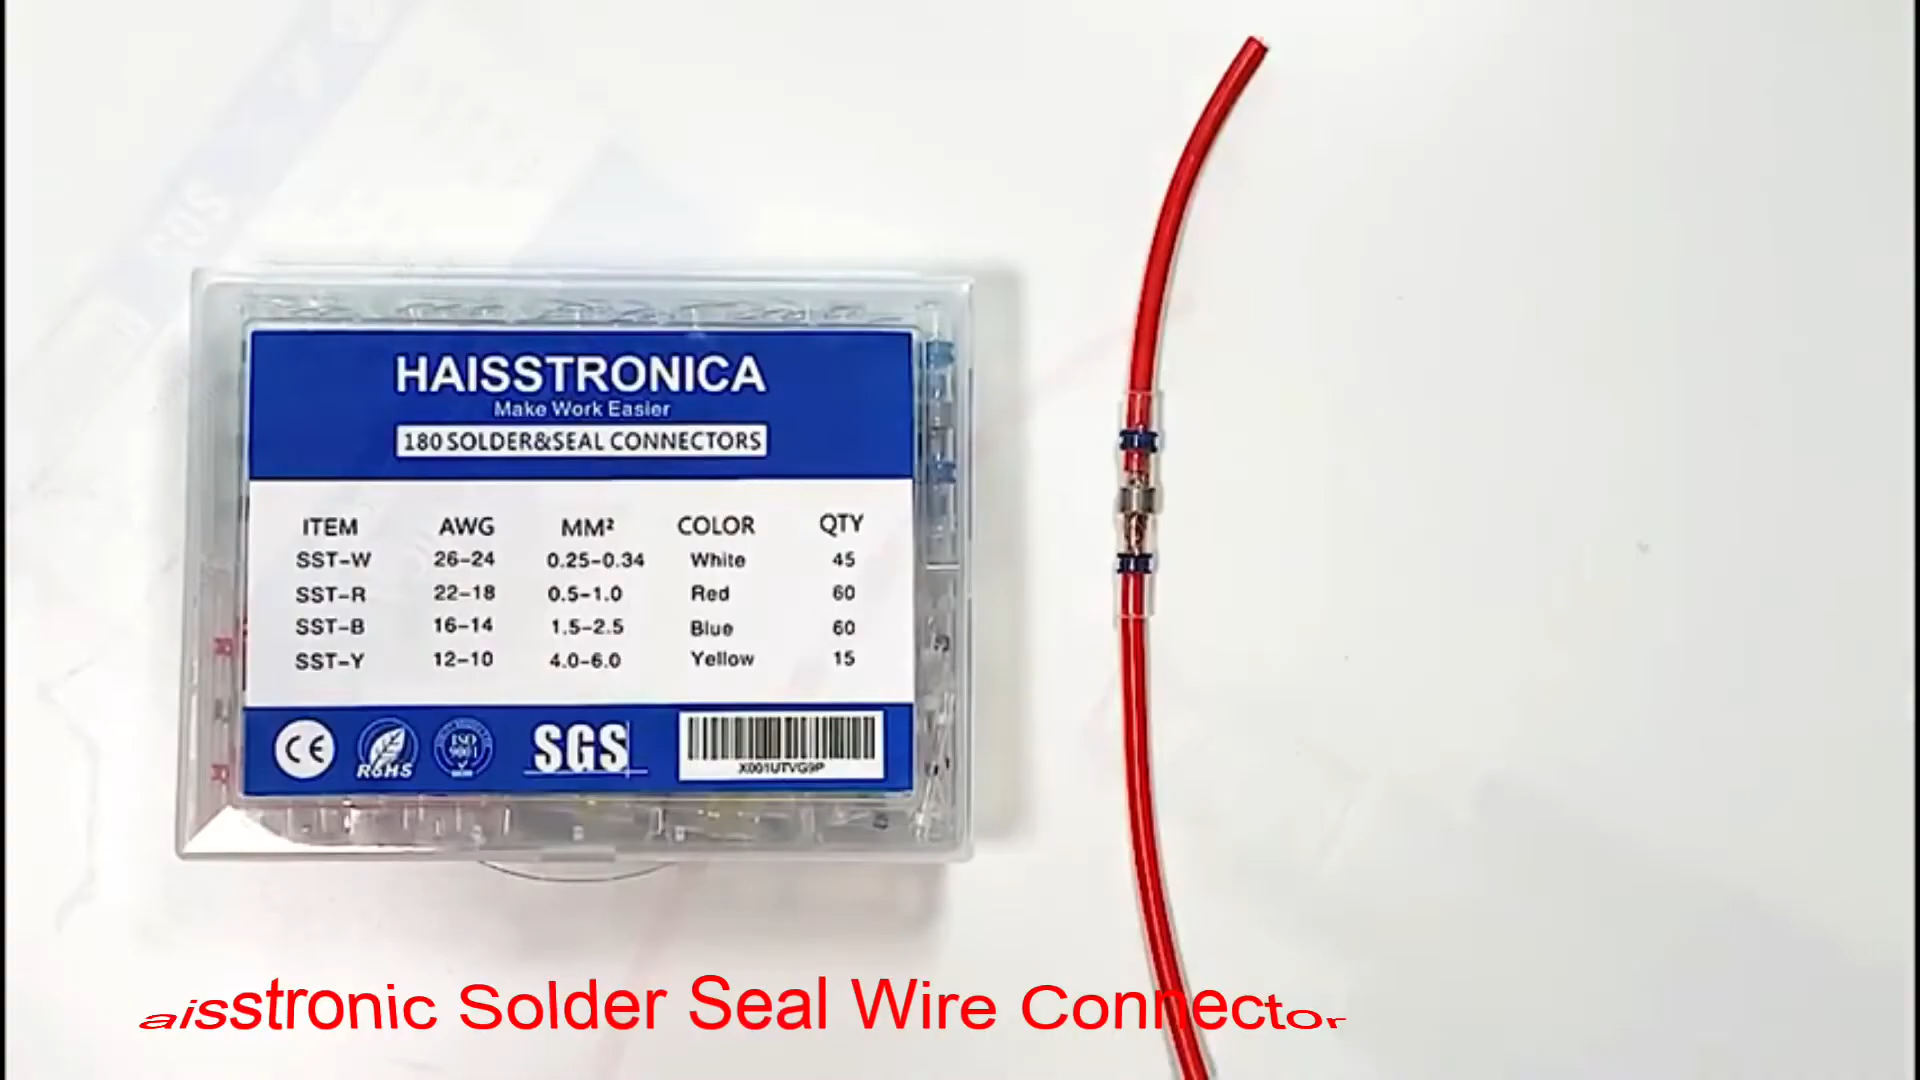 HAISSTRONICA
Make Work Easier
180 SOLDER&SEAL CONNECTORS
ITEM AWG MM² COLOR QTY
SST-W 26-24 0.25-0.34 White 45
SST-R 22-18 0.5-1.0 Red 60
SST-B 16-14 1.5-2.5 Blue 60
SST-Y 12-10 4.0-6.0 Yellow 15
CE RoHS ISO 9001 SGS
X001UTVG9P
aisstronic Solder Seal Wire Connector